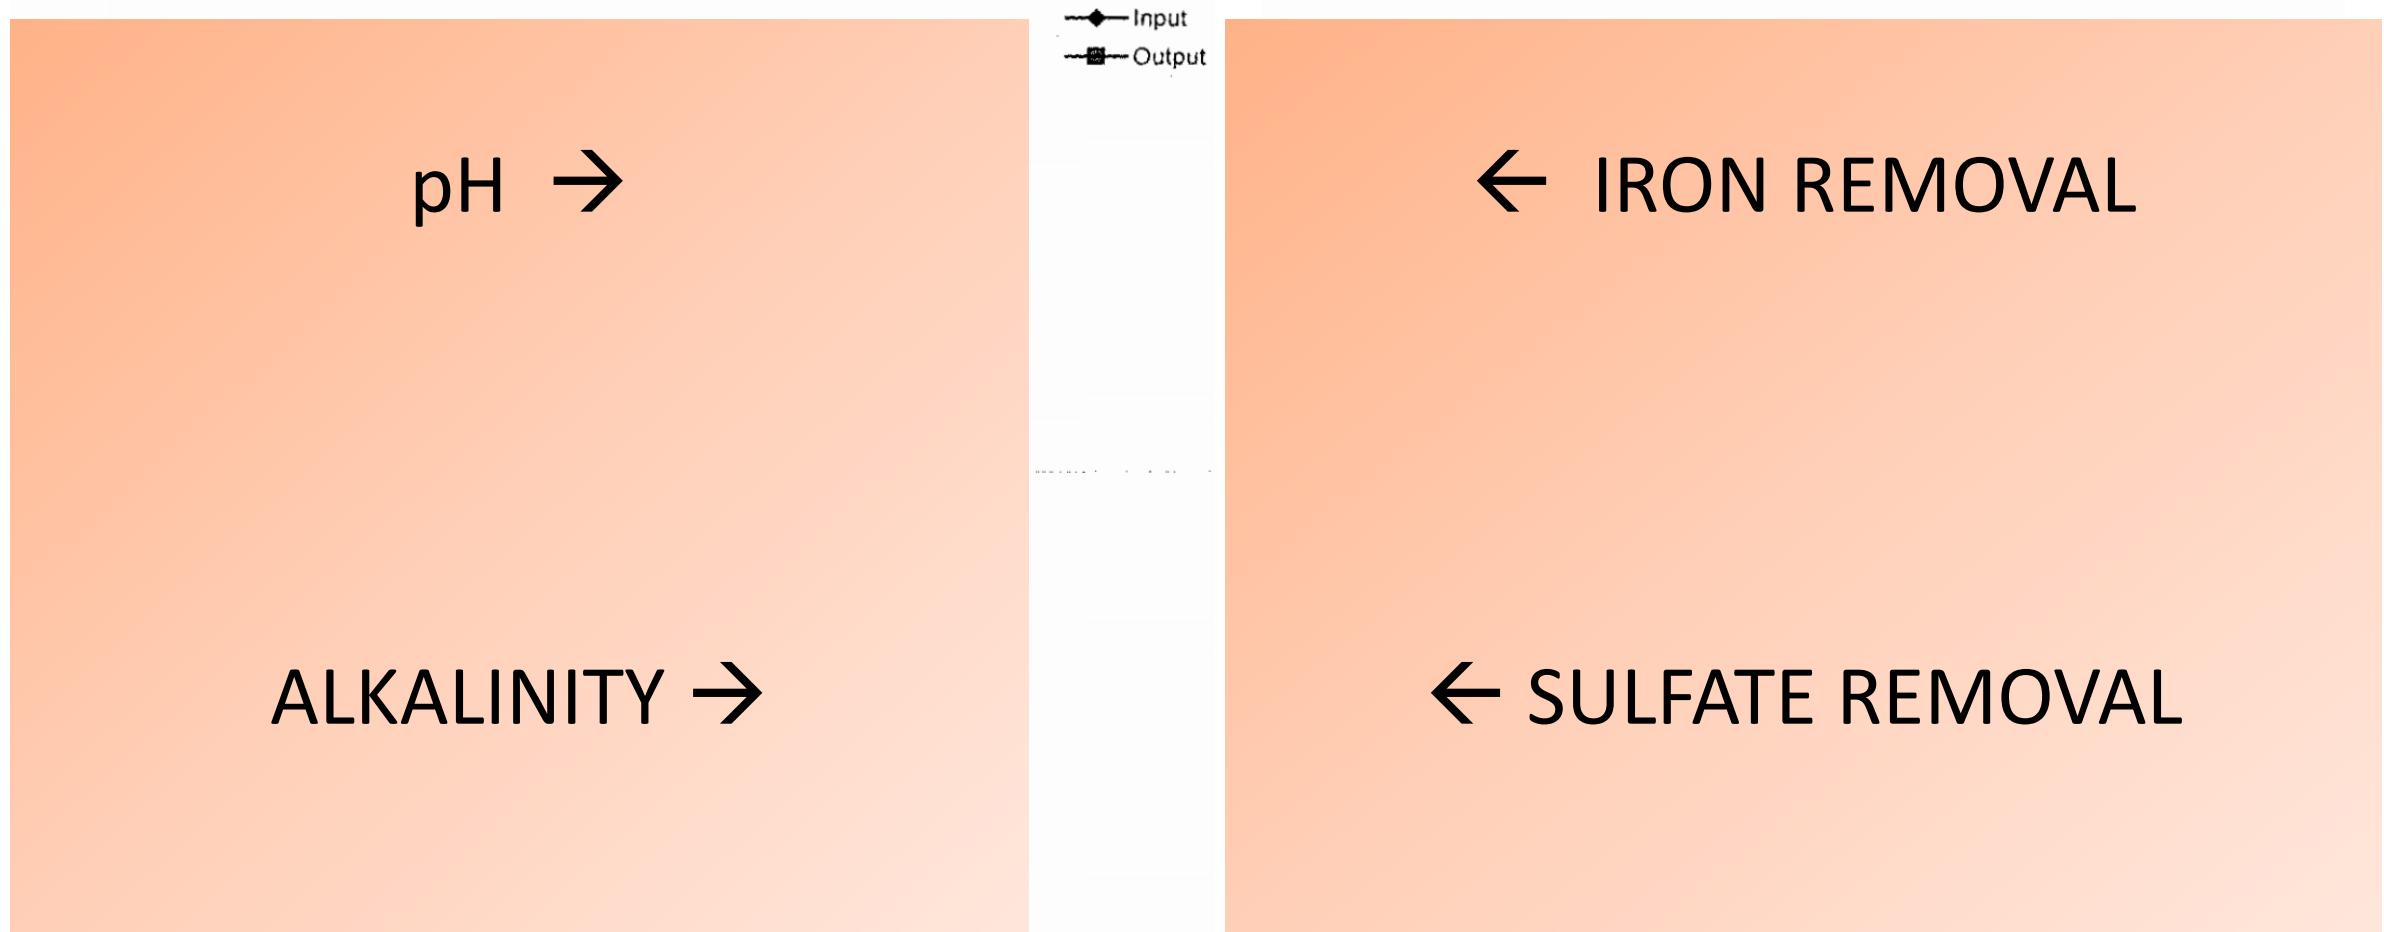 Input
Output
pH →
← IRON REMOVAL
ALKALINITY →
← SULFATE REMOVAL